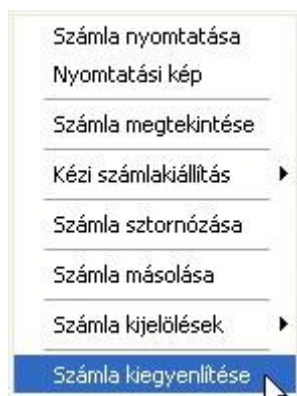 Számla nyomtatása
Nyomtatási kép
Számla megtekintése
Kézi számlakiállítás
Számla sztornózása
Számla másolása
Számla kijelölések
Számla kiegyenlítése